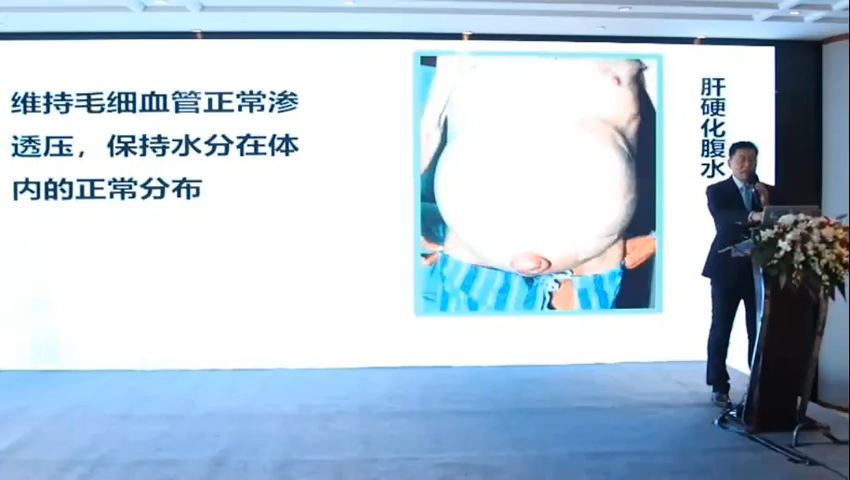 维持毛细血管正常渗
透压，保持水分在体
内的正常分布
肝硬化腹水